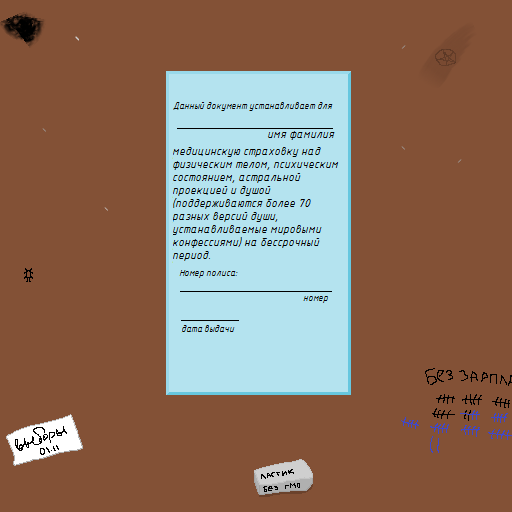 Данный документ устанавливает для
имя фамилия
медицинскую страховку над
физическим телом, психическим
состоянием, астральной
проекцией и душой
(поддерживаются более 70
разных версий души,
устанавливаемые мировыми
конфессиями) на бессрочный
период.
Номер полиса:
номер
дата выдачи
БЕЗ ЗАРПЛА
выборы
01.11
ЛАСТИК
БЕЗ ГМО